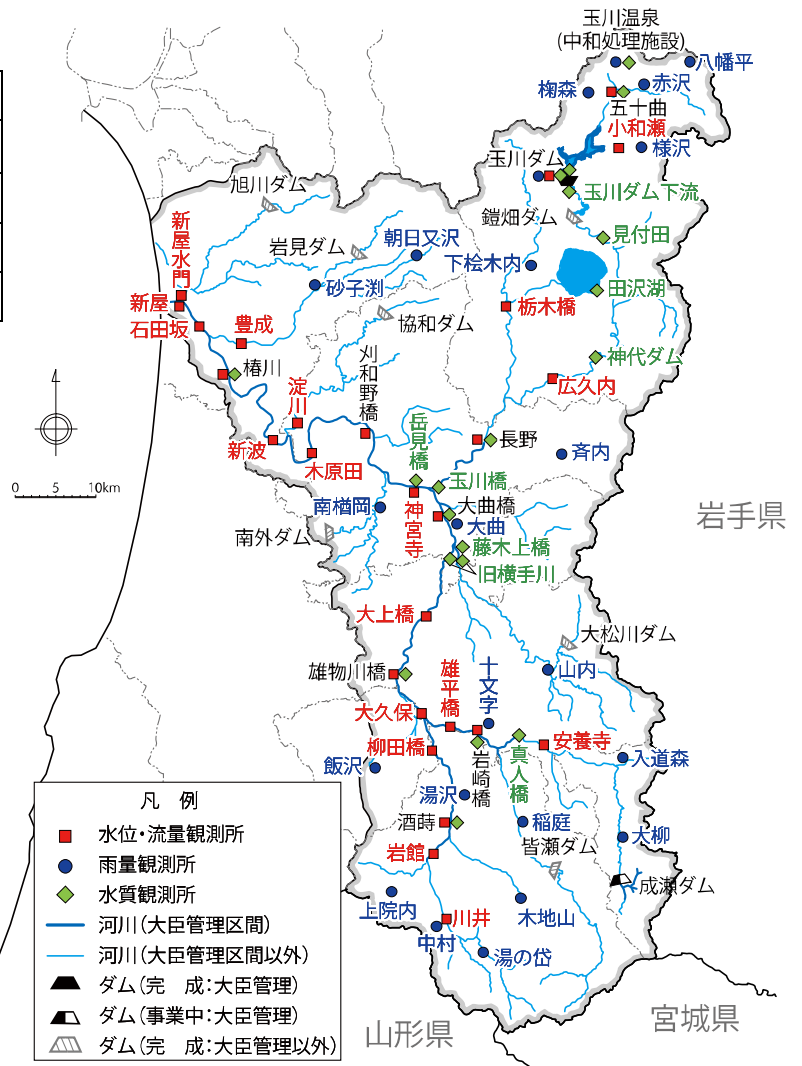 玉川温泉
(中和処理施設)
八幡平
赤沢
椈森
五十曲
小和瀬
様沢
玉川ダム
玉川ダム下流
旭川ダム
鎧畑ダム
新屋水門
岩見ダム
朝日又沢
見付田
下桧木内
砂子渕
田沢湖
新屋
栃木橋
石田坂
豊成
協和ダム
刈和野橋
神代ダム
椿川
広久内
淀川
岳見橋
長野
新波
木原田
斉内
0 5 10km
玉川橋
南楢岡
神宮寺
大曲橋
大曲
岩手県
南外ダム
藤木上橋
旧横手川
大上橋
大松川ダム
雄物川橋
雄平橋
十文字
山内
大久保
柳田橋
岩崎橋
真人橋
安養寺
入道森
飯沢
湯沢
酒蒔
稲庭
大柳
皆瀬ダム
岩館
成瀬ダム
上院内
川井
木地山
中村
湯の岱
山形県
宮城県
凡 例
水位・流量観測所
雨量観測所
水質観測所
河川(大臣管理区間)
河川(大臣管理区間以外)
ダム(完 成:大臣管理)
ダム(事業中:大臣管理)
ダム(完 成:大臣管理以外)